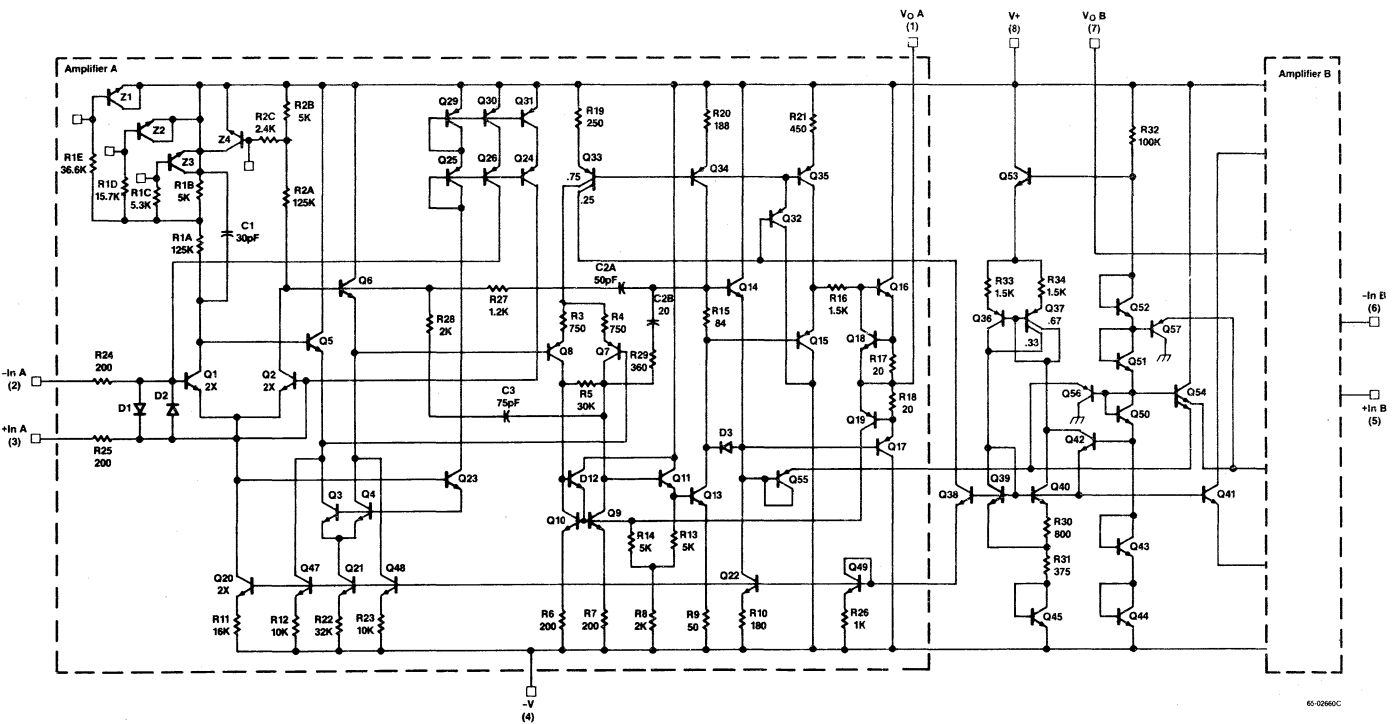 VO A
(1)
V+
(8)
VO B
(7)
Amplifier A
Amplifier B
Z1
Z2
Z3
Z4
R2C
2.4K
R2B
5K
R1E
36.6K
R1D
15.7K
R1C
5.3K
R1B
5K
R2A
125K
R1A
125K
C1
30pF
Q29
Q30
Q31
Q25
Q26
Q24
R19
250
R20
188
R21
450
R32
100K
Q33
.75
.25
Q34
Q35
Q32
Q53
Q6
R27
1.2K
C2A
50pF
C2B
20
Q14
R28
2K
R3
750
R4
750
R15
84
R16
1.5K
Q16
R33
1.5K
R34
1.5K
Q52
Q36
Q37
.67
.33
Q57
-In B
(6)
Q5
Q8
Q7
R29
360
Q15
Q18
R17
20
Q51
R24
200
-In A
(2)
Q1
2X
Q2
2X
D1
D2
C3
75pF
R5
30K
R18
20
Q19
Q56
Q54
Q50
+In B
(5)
+In A
(3)
R25
200
D3
Q17
Q42
Q23
D12
Q11
Q13
Q55
Q38
Q39
Q40
Q41
Q3
Q4
Q10
Q9
R14
5K
R13
5K
R30
800
R31
375
Q43
Q20
2X
Q47
Q21
Q48
Q22
Q49
R11
16K
R12
10K
R22
32K
R23
10K
R6
200
R7
200
R8
2K
R9
50
R10
180
R26
1K
Q45
Q44
-V
(4)
65-02660C